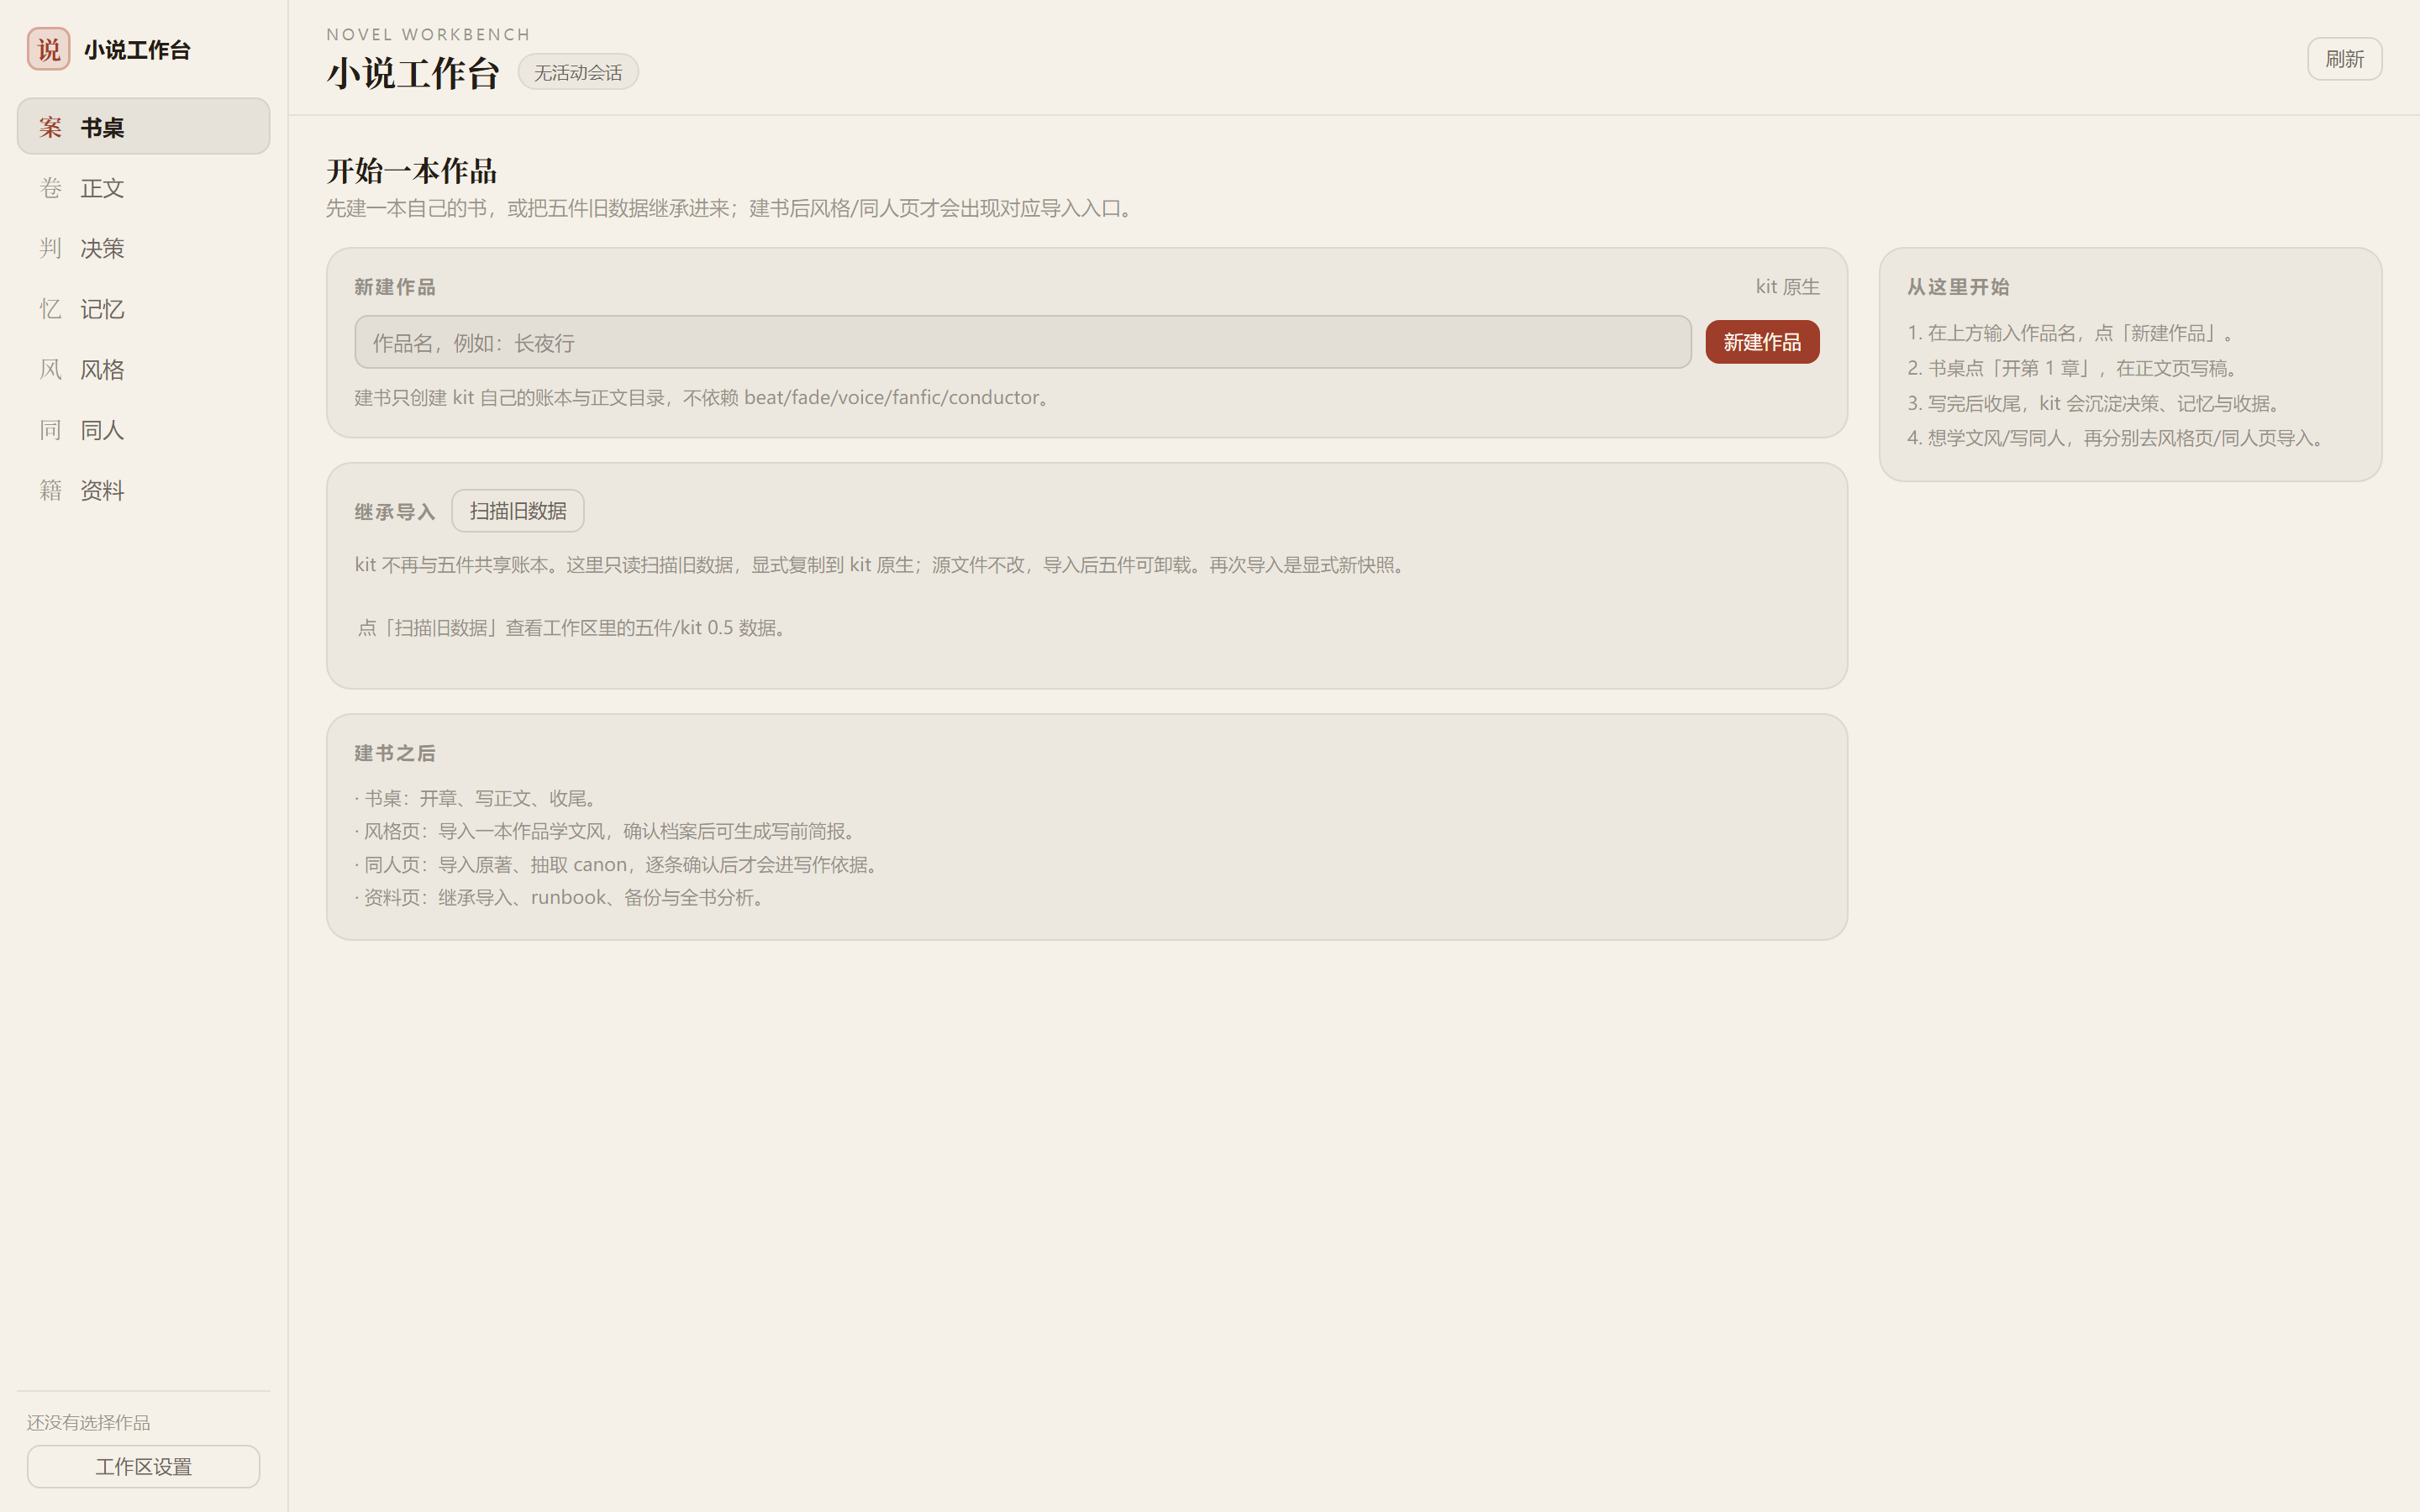 说 小说工作台
案 书桌
卷 正文
判 决策
忆 记忆
风 风格
同 同人
籍 资料
还没有选择作品
工作区设置
NOVEL WORKBENCH
小说工作台 无活动会话
刷新
开始一本作品
先建一本自己的书，或把五件旧数据继承进来；建书后风格/同人页才会出现对应导入入口。
新建作品 kit 原生
作品名，例如：长夜行 新建作品
建书只创建 kit 自己的账本与正文目录，不依赖 beat/fade/voice/fanfic/conductor。
继承导入 扫描旧数据
kit 不再与五件共享账本。这里只读扫描旧数据，显式复制到 kit 原生；源文件不改，导入后五件可卸载。再次导入是显式新快照。
点「扫描旧数据」查看工作区里的五件/kit 0.5 数据。
建书之后
· 书桌：开章、写正文、收尾。
· 风格页：导入一本作品学文风，确认档案后可生成写前简报。
· 同人页：导入原著、抽取 canon，逐条确认后才会进写作依据。
· 资料页：继承导入、runbook、备份与全书分析。
从这里开始
1. 在上方输入作品名，点「新建作品」。
2. 书桌点「开第 1 章」，在正文页写稿。
3. 写完后收尾，kit 会沉淀决策、记忆与收据。
4. 想学文风/写同人，再分别去风格页/同人页导入。